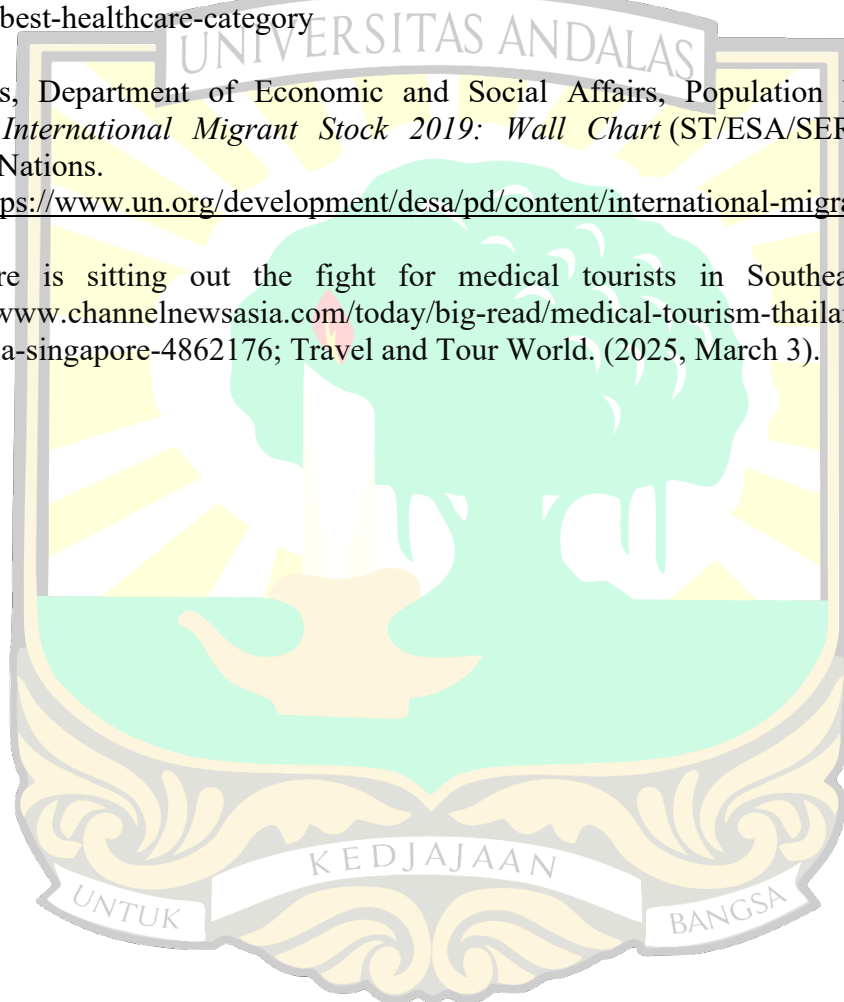 best-healthcare-category
UNIVERSITAS ANDALAS
s, Department of Economic and Social Affairs, Population
International Migrant Stock 2019: Wall Chart (ST/ESA/SER
Nations.
ps://www.un.org/development/desa/pd/content/international-migra
re is sitting out the fight for medical tourists in Southea
www.channelnewsasia.com/today/big-read/medical-tourism-thailan
a-singapore-4862176; Travel and Tour World. (2025, March 3).
KEDJAJAAN
UNTUK
BANGSA